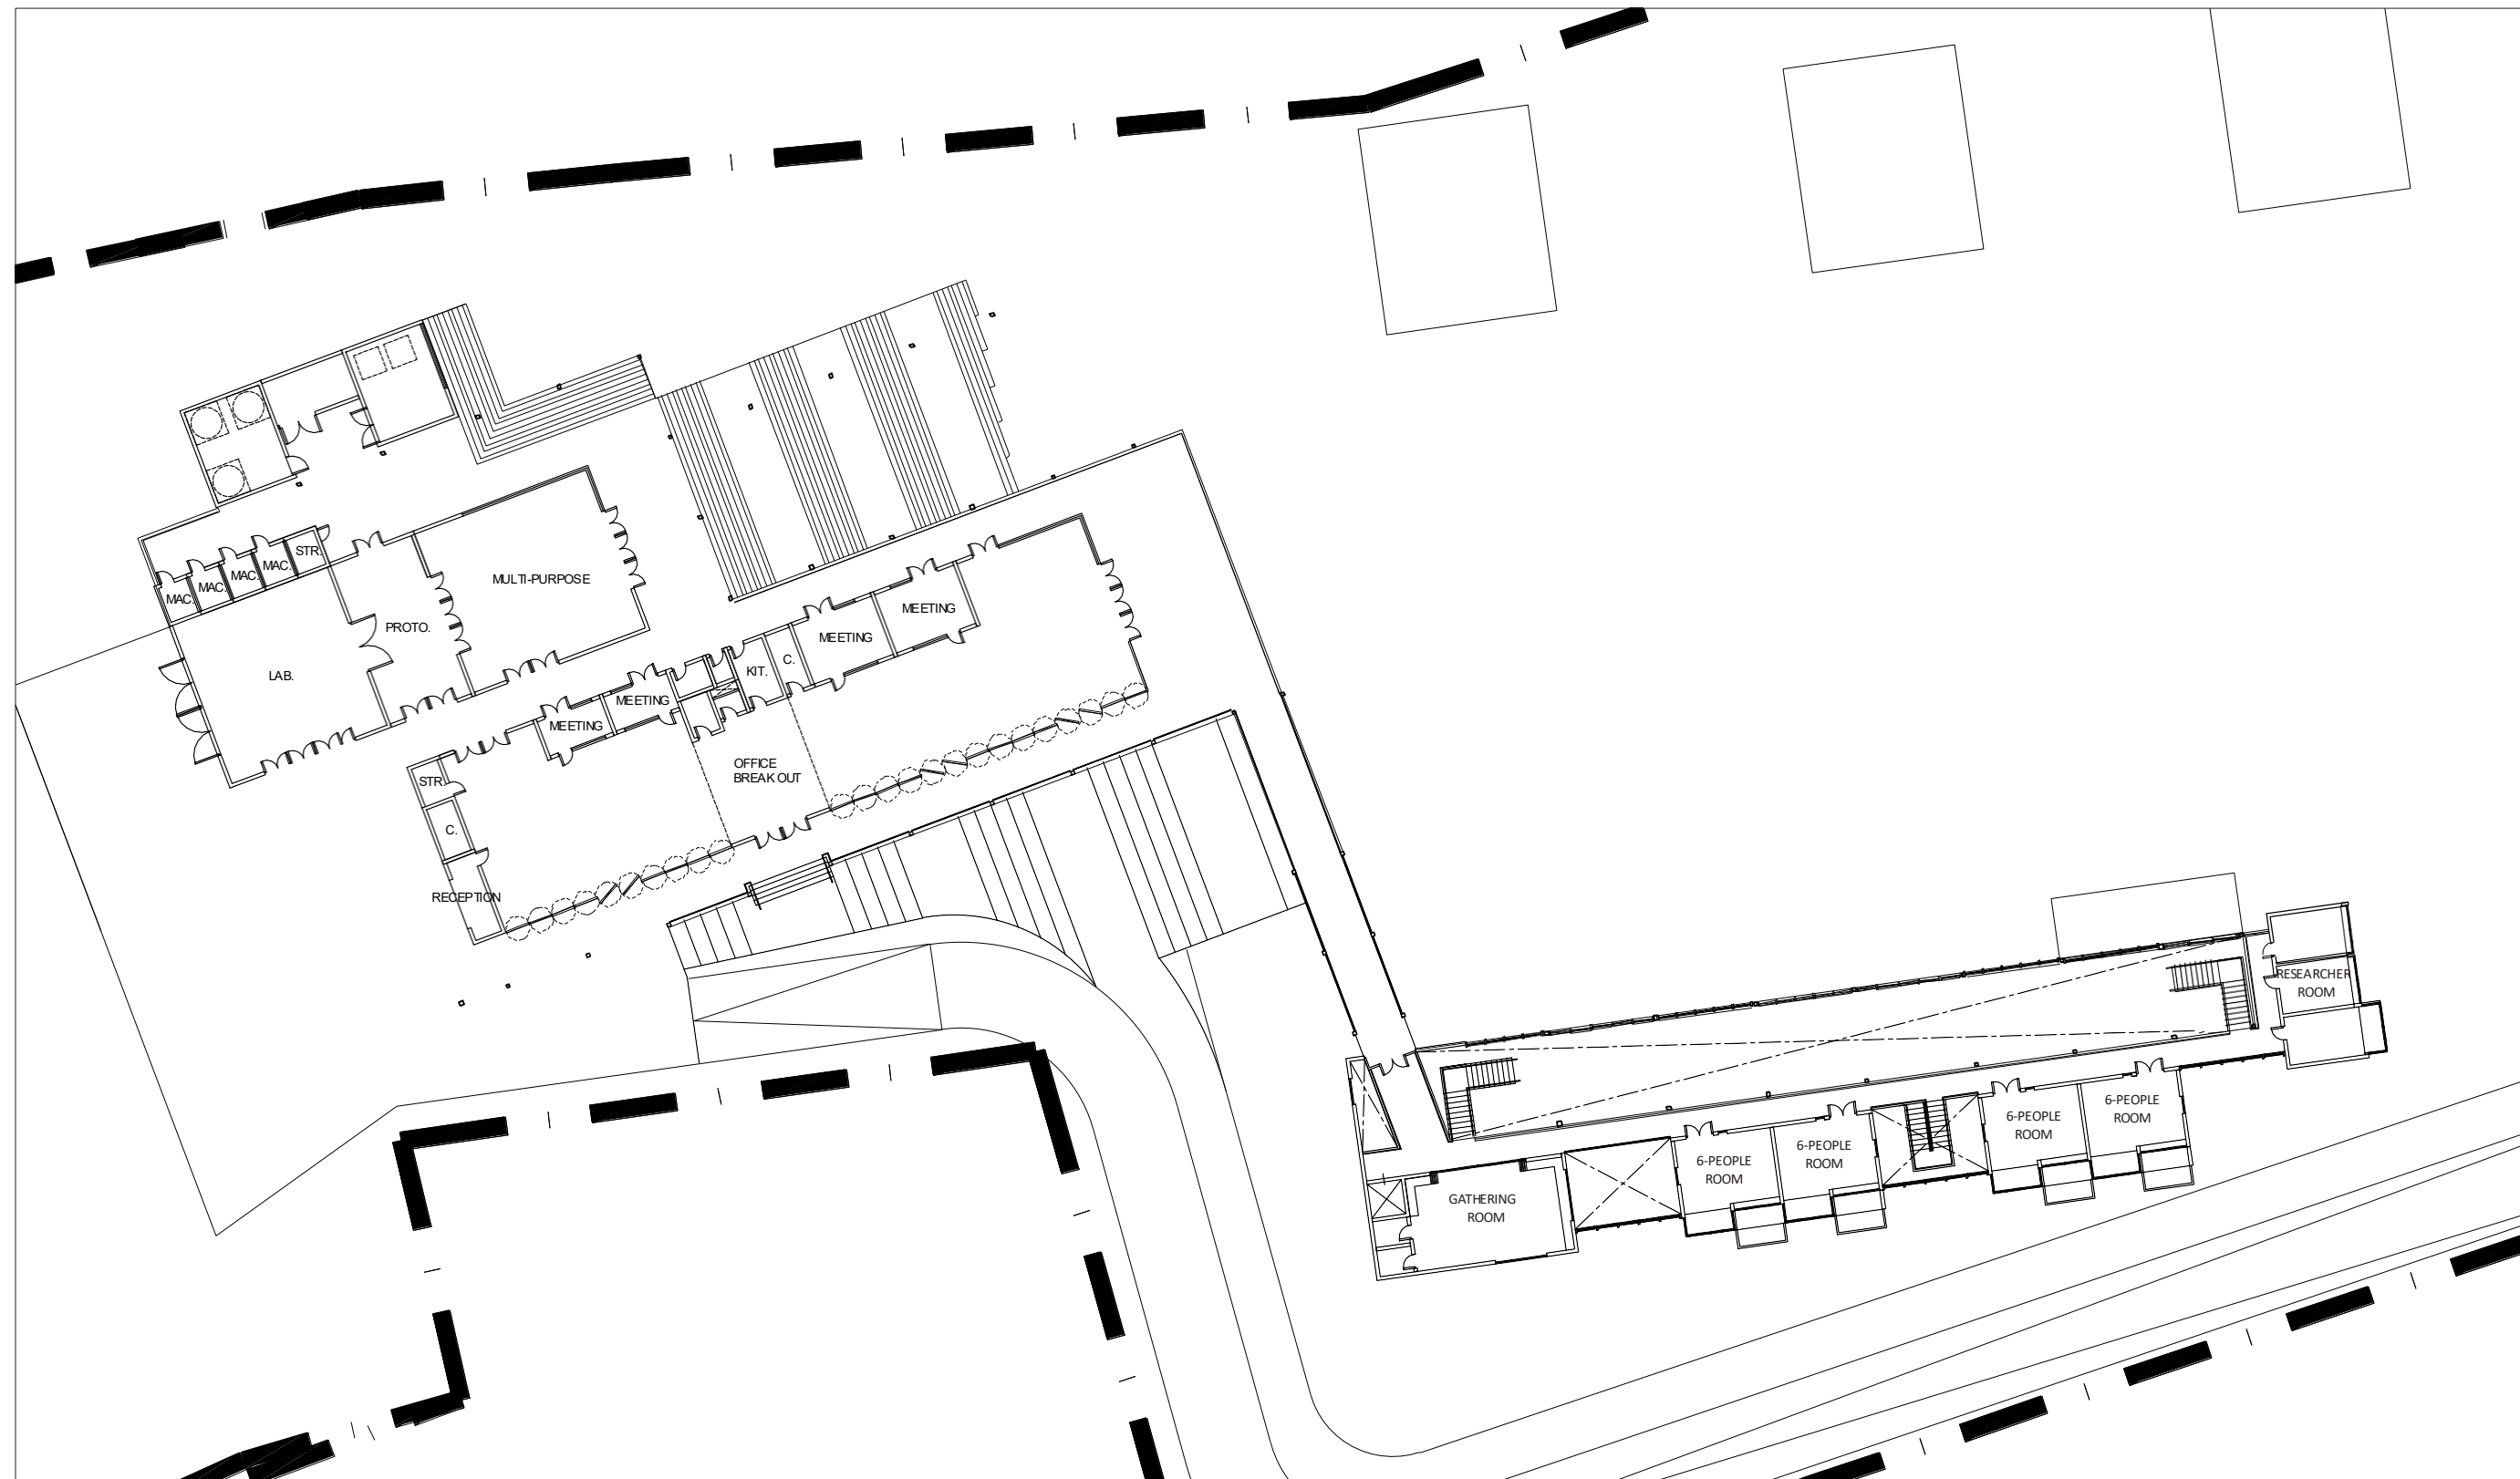 STR.
MAC.
MAC.
MAC.
MAC.
MULTI-PURPOSE
PROTO.
LAB.
MEETING
MEETING
C.
KIT.
MEETING
MEETING
OFFICE
BREAK OUT
STR.
C.
RECEPTION
RESEARCHER
ROOM
6-PEOPLE
ROOM
6-PEOPLE
ROOM
6-PEOPLE
ROOM
6-PEOPLE
ROOM
GATHERING
ROOM